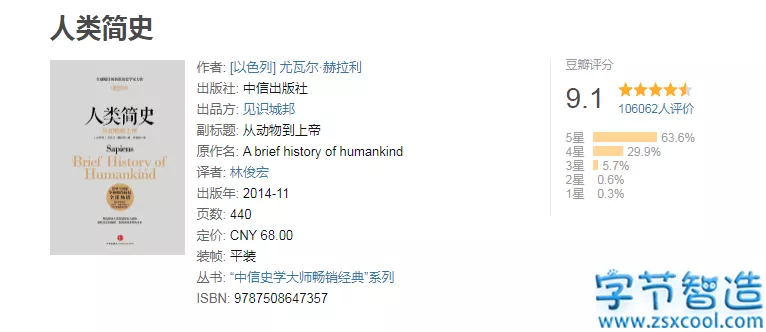 人类简史
人类简史
从动物到上帝
Sapiens
Brief History of
Humankind
作者: [以色列] 尤瓦尔·赫拉利
出版社: 中信出版社
出品方: 见识城邦
副标题: 从动物到上帝
原作名: A brief history of humankind
译者: 林俊宏
出版年: 2014-11
页数: 440
定价: CNY 68.00
装帧: 平装
丛书: “中信史学大师畅销经典”系列
ISBN: 9787508647357
豆瓣评分
9.1
106062人评价
5星 63.6%
4星 29.9%
3星 5.7%
2星 0.6%
1星 0.3%
字节智造
www.zsxcool.com